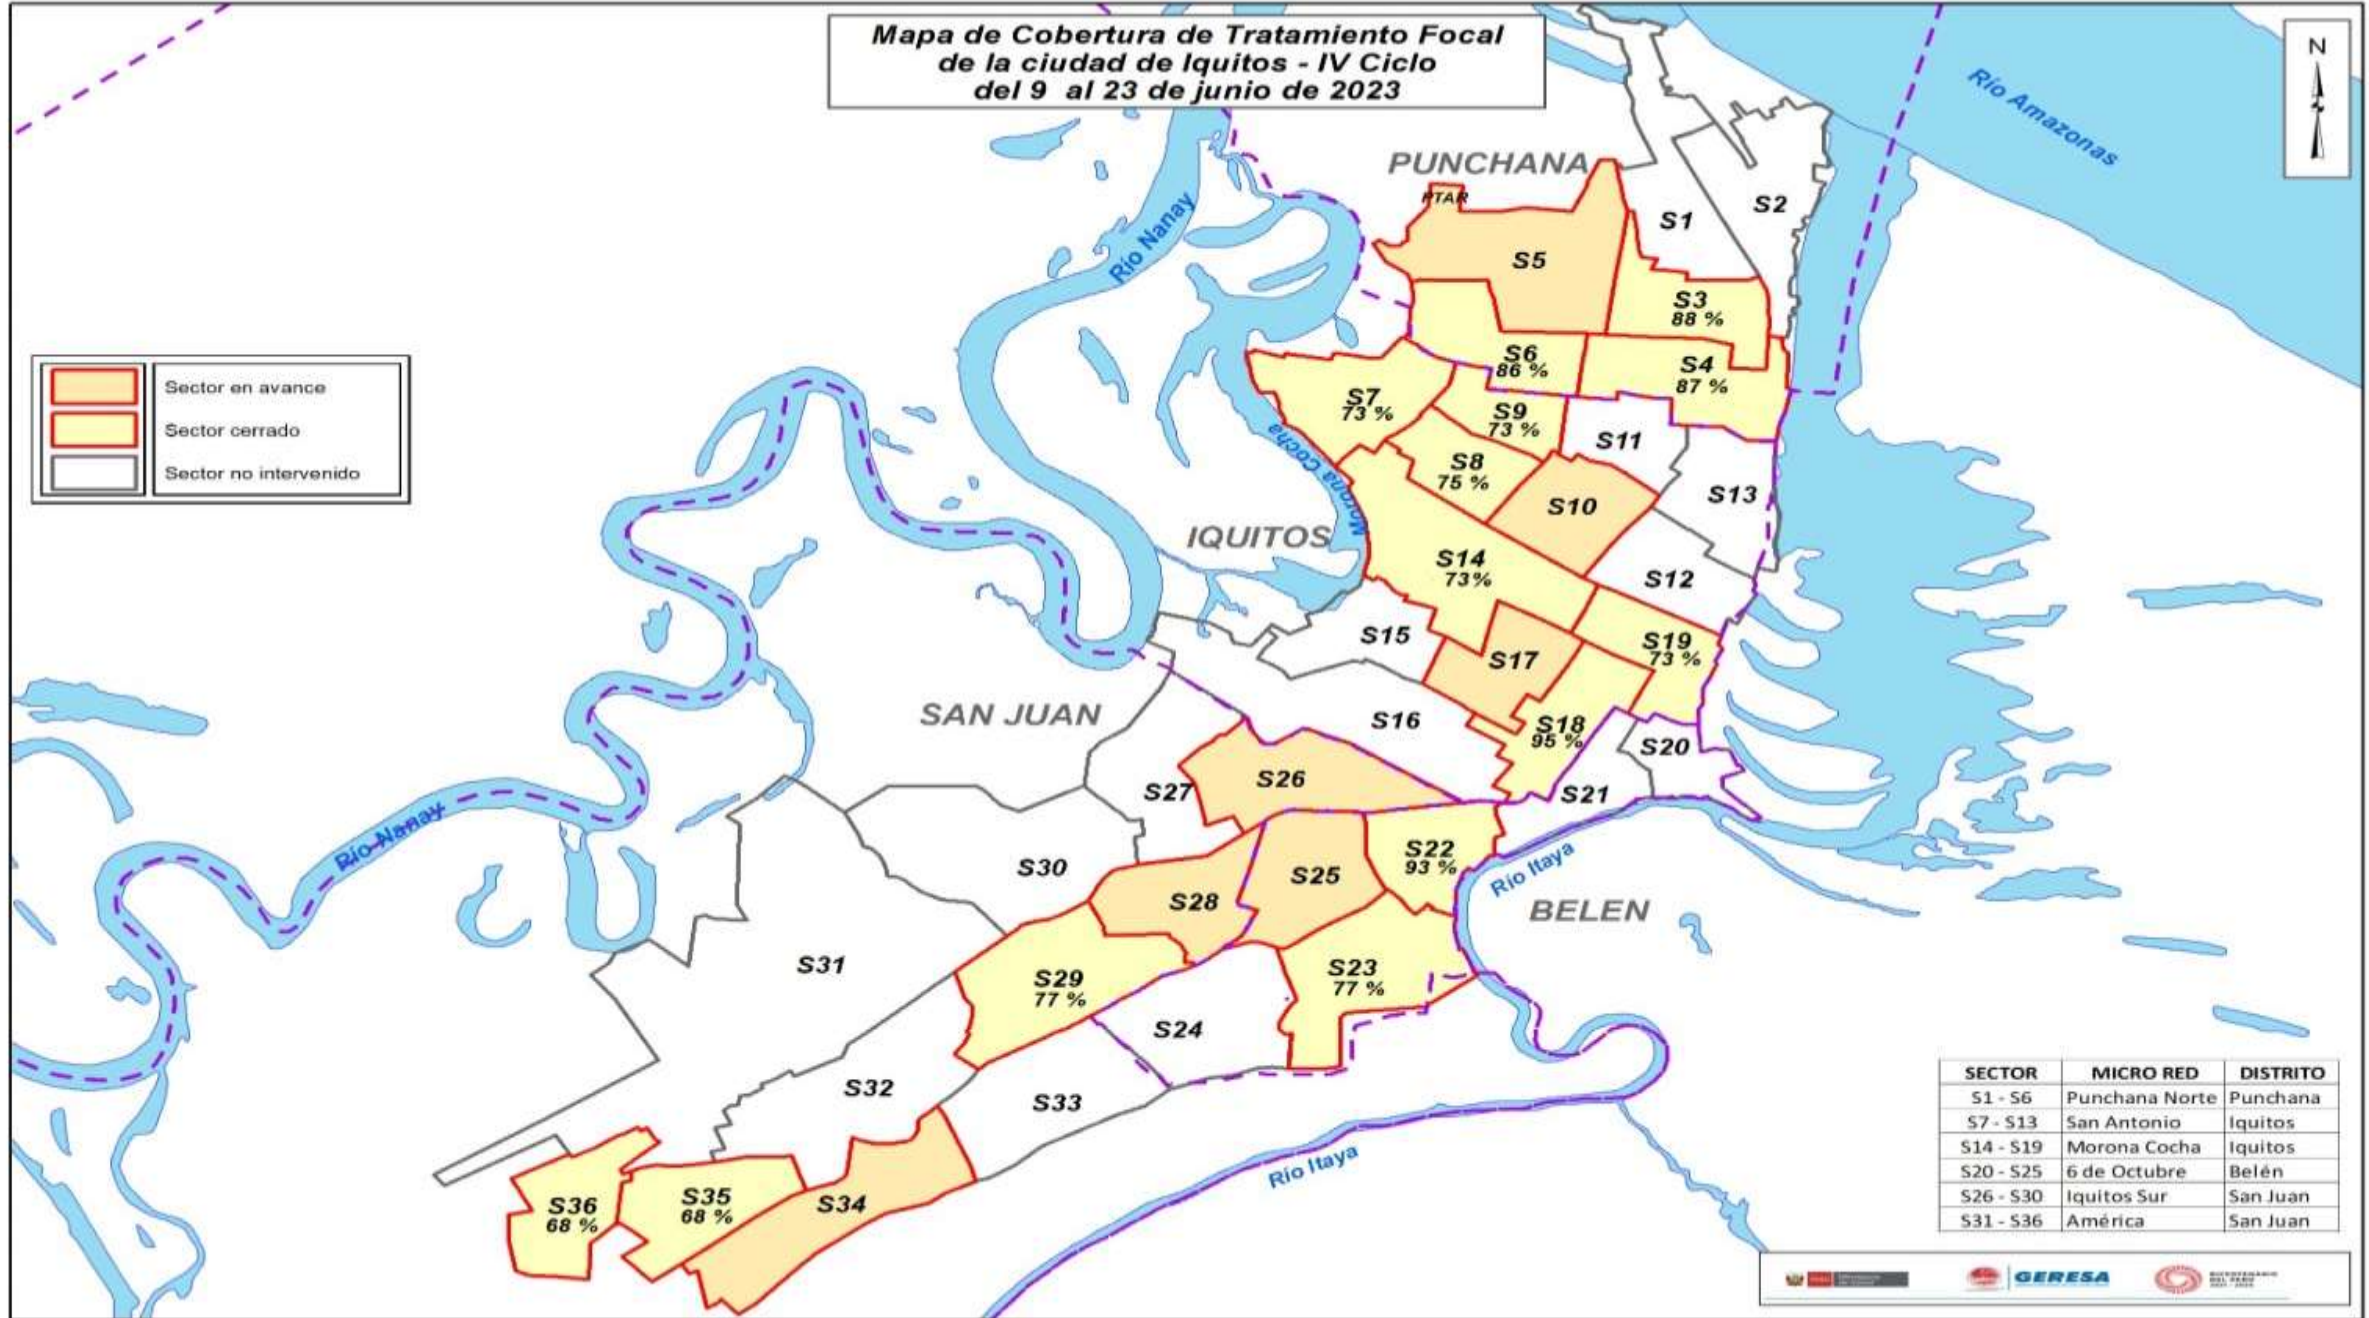 Mapa de Cobertura de Tratamiento Focal
de la ciudad de Iquitos - IV Ciclo
del 9 al 23 de junio de 2023
N
Río Amazonas
PUNCHANA
PTAR
S1
S2
S5
Río Nanay
S3
88 %
S6
86 %
S4
87 %
Sector en avance
Sector cerrado
Sector no intervenido
S7
73 %
S9
73 %
S11
Morona Cocha
S8
75 %
S13
S10
IQUITOS
S14
73%
S12
S15
S19
73 %
S17
SAN JUAN
S16
S18
95 %
S20
S26
S27
S21
Río Nanay
S30
S22
93 %
Río Itaya
S25
S28
BELEN
S31
S29
77 %
S23
77 %
S24
S32
S33
S36
68 %
S35
68 %
S34
Río Itaya
SECTOR MICRO RED DISTRITO
S1 - S6 Punchana Norte Punchana
S7 - S13 San Antonio Iquitos
S14 - S19 Morona Cocha Iquitos
S20 - S25 6 de Octubre Belén
S26 - S30 Iquitos Sur San Juan
S31 - S36 América San Juan
GERESA